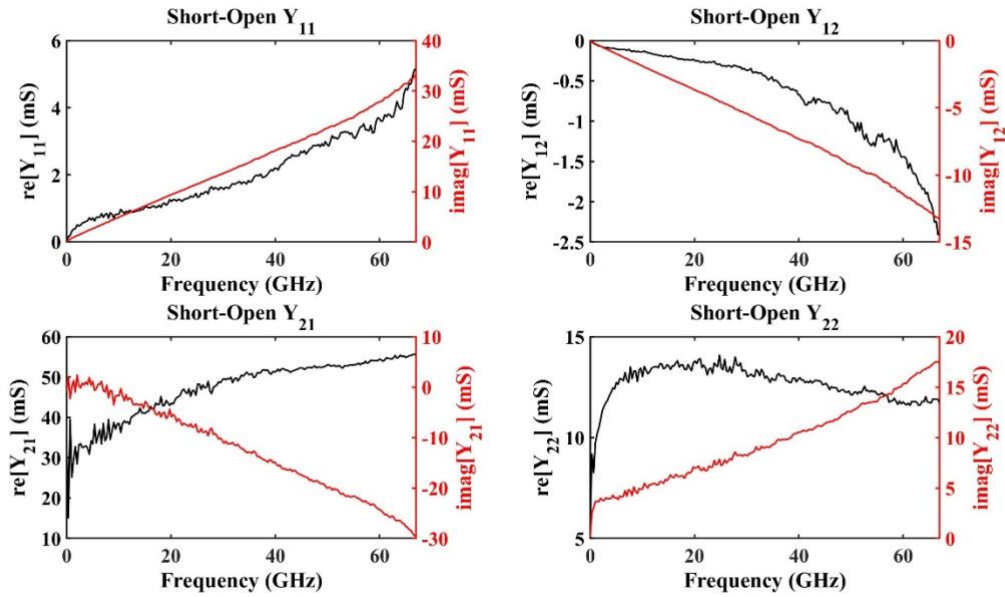 Short-Open Y11
re[Y11] (mS)
6
4
2
0
imag[Y11] (mS)
40
30
20
10
0
0 20 40 60
Frequency (GHz)
Short-Open Y12
re[Y12] (mS)
0
-0.5
-1
-1.5
-2
-2.5
imag[Y12] (mS)
0
-5
-10
-15
0 20 40 60
Frequency (GHz)
Short-Open Y21
re[Y21] (mS)
60
50
40
30
20
10
imag[Y21] (mS)
10
0
-10
-20
-30
0 20 40 60
Frequency (GHz)
Short-Open Y22
re[Y22] (mS)
15
10
5
imag[Y22] (mS)
20
15
10
5
0
0 20 40 60
Frequency (GHz)